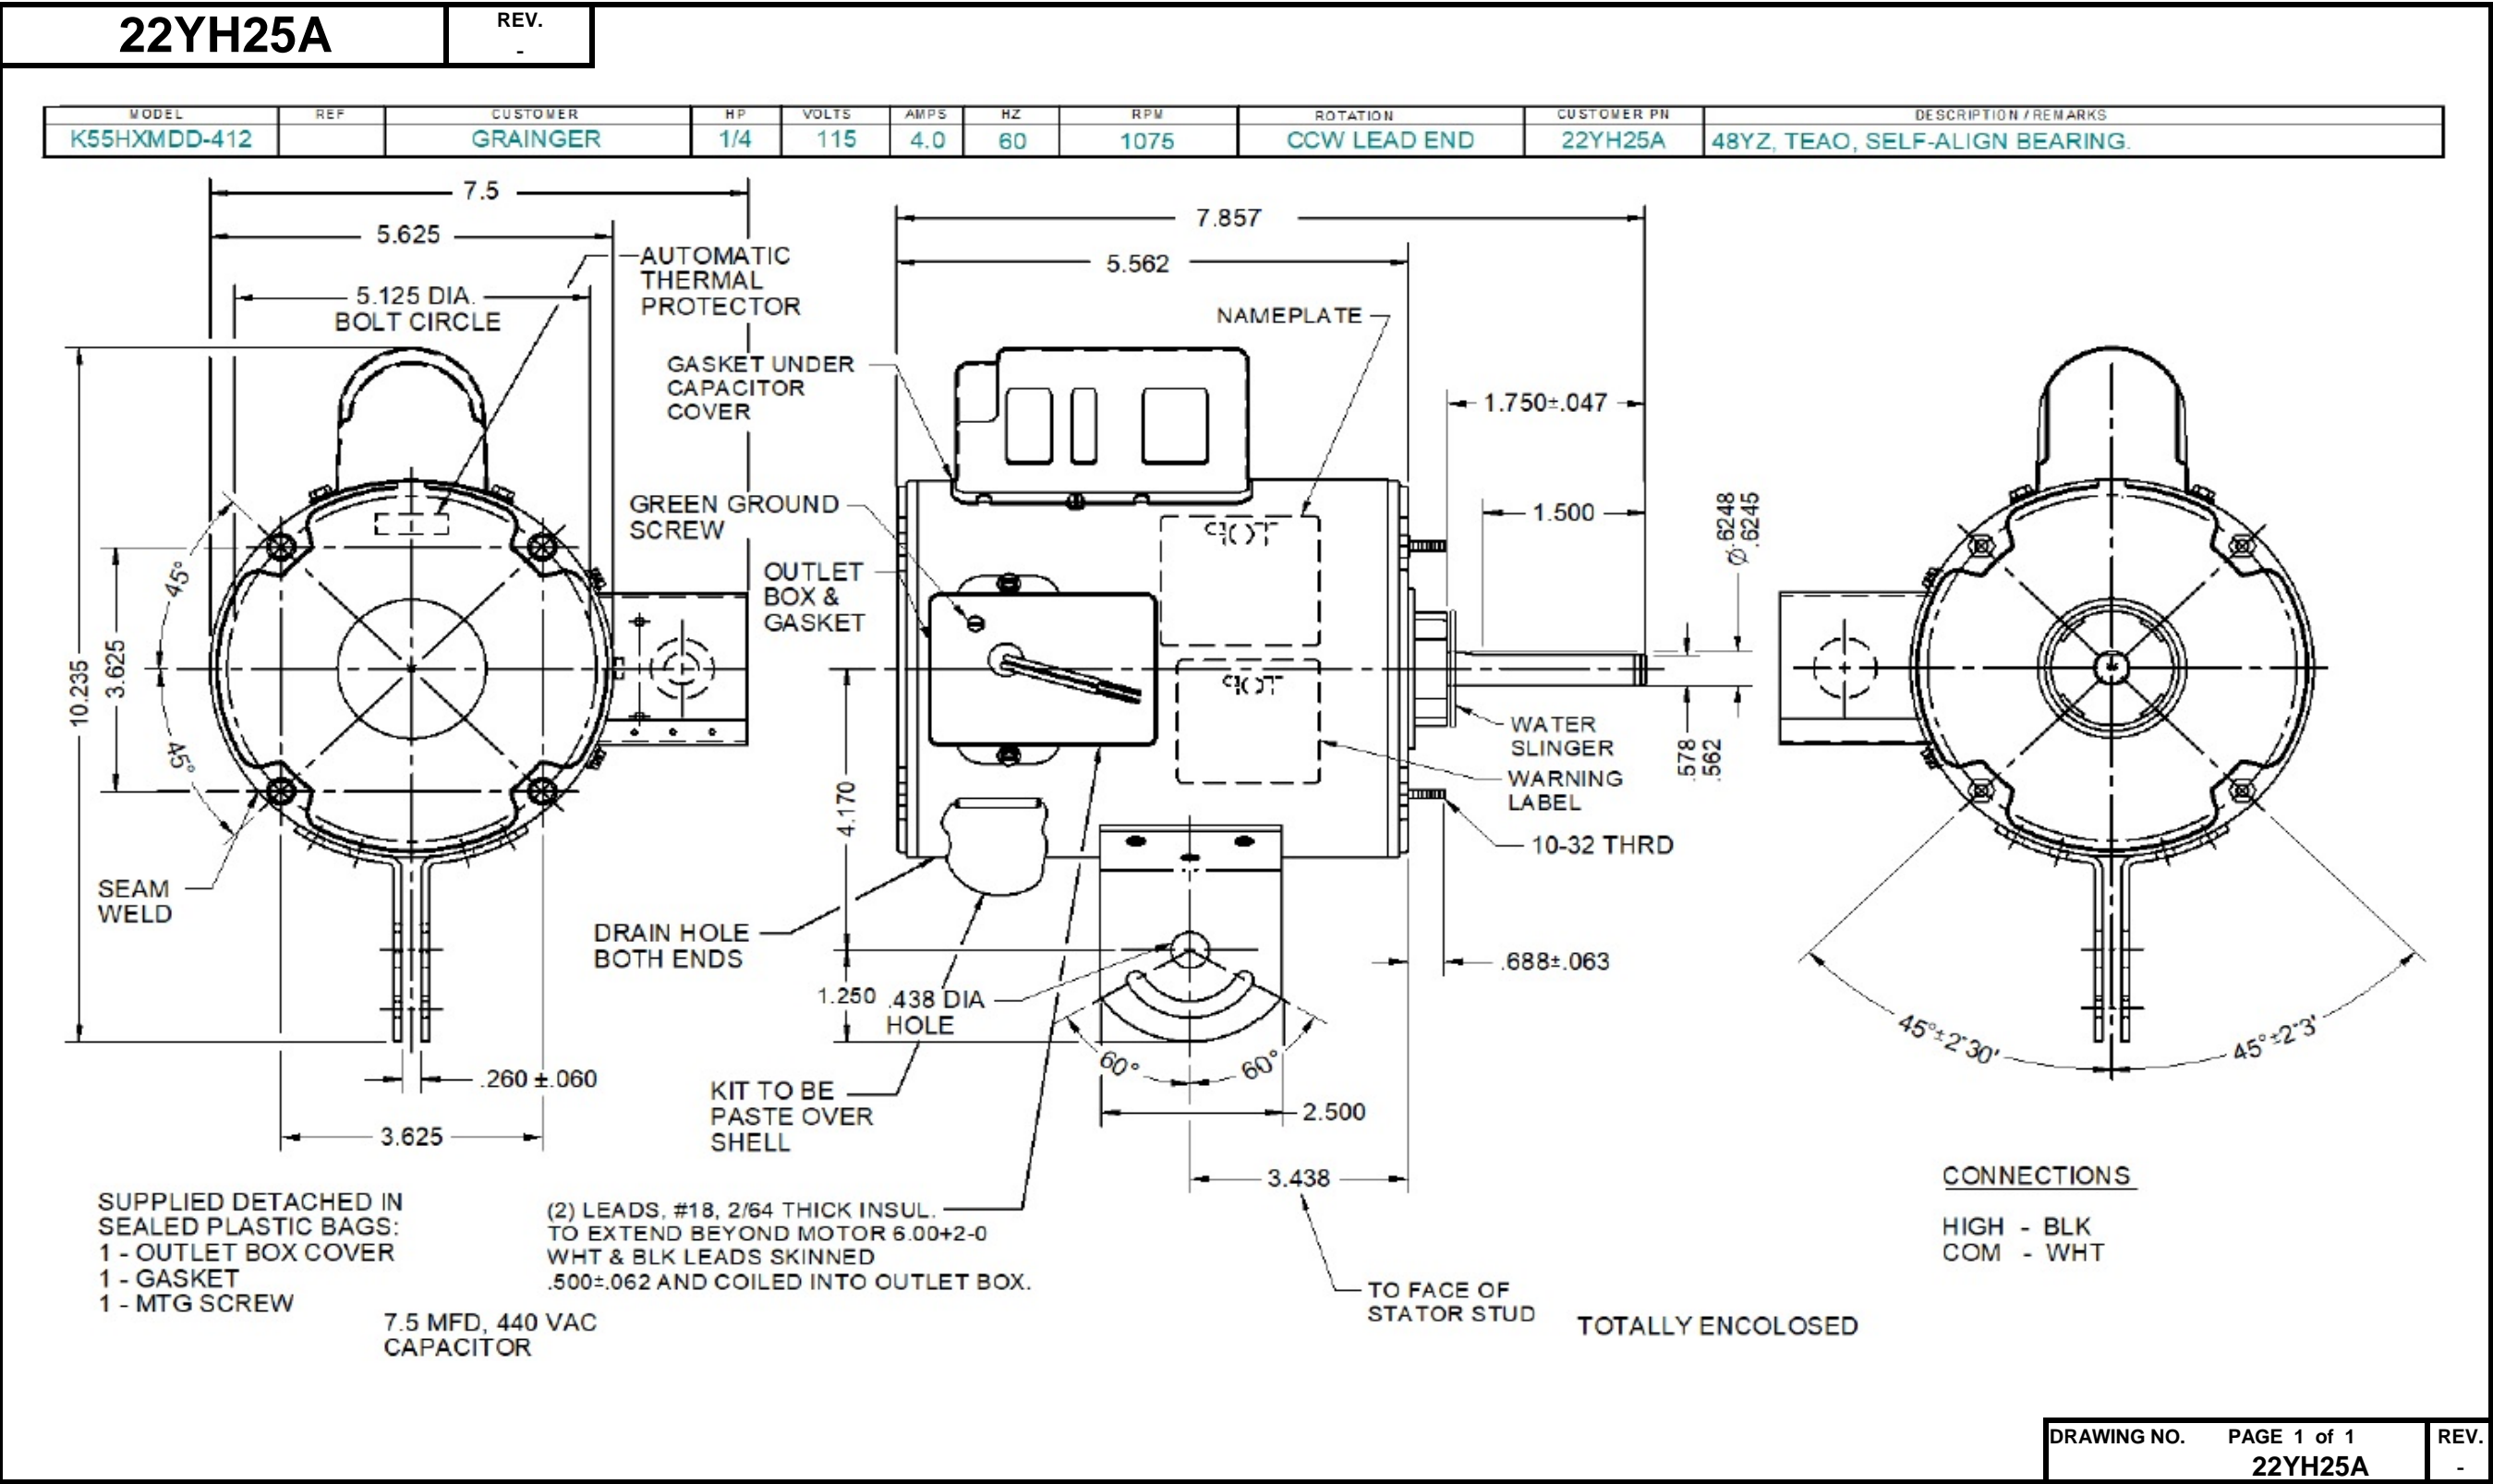 22YH25A
REV.
-
MODEL REF CUSTOMER HP VOLTS AMPS HZ RPM ROTATION CUSTOMER PN DESCRIPTION / REMARKS
K55HXMDD-412 GRAINGER 1/4 115 4.0 60 1075 CCW LEAD END 22YH25A 48YZ, TEAO, SELF-ALIGN BEARING.
7.5
5.625
5.125 DIA.
BOLT CIRCLE
AUTOMATIC
THERMAL
PROTECTOR
GASKET UNDER
CAPACITOR
COVER
GREEN GROUND
SCREW
OUTLET
BOX &
GASKET
45°
45°
10.235
3.625
SEAM
WELD
.260 ±.060
3.625
7.857
5.562
NAMEPLATE
1.750±.047
1.500
Ø.6248
.6245
TOP
TOP
WATER
SLINGER
WARNING
LABEL
.578
.562
10-32 THRD
4.170
DRAIN HOLE
BOTH ENDS
1.250
.438 DIA
HOLE
.688±.063
60°
60°
KIT TO BE
PASTE OVER
SHELL
2.500
3.438
TO FACE OF
STATOR STUD
45°±2°30'
45°±2°3'
SUPPLIED DETACHED IN
SEALED PLASTIC BAGS:
1 - OUTLET BOX COVER
1 - GASKET
1 - MTG SCREW
7.5 MFD, 440 VAC
CAPACITOR
(2) LEADS, #18, 2/64 THICK INSUL.
TO EXTEND BEYOND MOTOR 6.00+2-0
WHT & BLK LEADS SKINNED
.500±.062 AND COILED INTO OUTLET BOX.
TOTALLY ENCOLOSED
CONNECTIONS
HIGH - BLK
COM - WHT
DRAWING NO. PAGE 1 of 1 REV.
22YH25A -